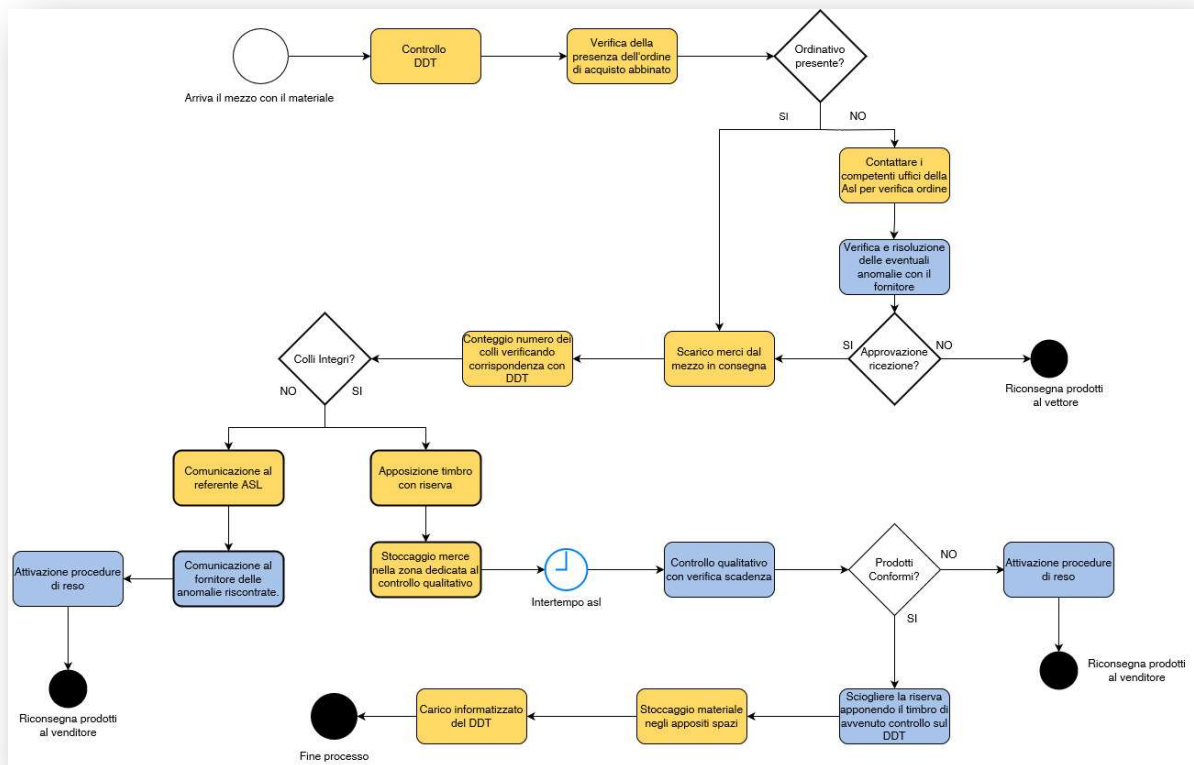 Controllo
DDT
Verifica della
presenza dell'ordine
di acquisto abbinato
Ordinativo
presente?
Arriva il mezzo con il materiale
SI
NO
Contattare i
competenti uffici della
Asl per verifica ordine
Verifica e risoluzione
delle eventuali
anomalie con il
fornitore
Colli Integri?
Conteggio numero dei
colli verificando
corrispondenza con
DDT
Scarico merci dal
mezzo in consegna
SI
Approvazione
ricezione?
NO
Riconsegna prodotti
al vettore
NO
SI
Comunicazione al
referente ASL
Apposizione timbro
con riserva
Attivazione procedure
di reso
Comunicazione al
fornitore delle
anomalie riscontrate.
Stoccaggio merce
nella zona dedicata al
controllo qualitativo
Intertempo asl
Controllo qualitativo
con verifica scadenza
Prodotti
Conformi?
NO
Attivazione procedure
di reso
SI
Riconsegna prodotti
al venditore
Riconsegna prodotti
al venditore
Fine processo
Carico informatizzato
del DDT
Stoccaggio materiale
negli appositi spazi
Sciogliere la riserva
apponendo il timbro di
avvenuto controllo sul
DDT